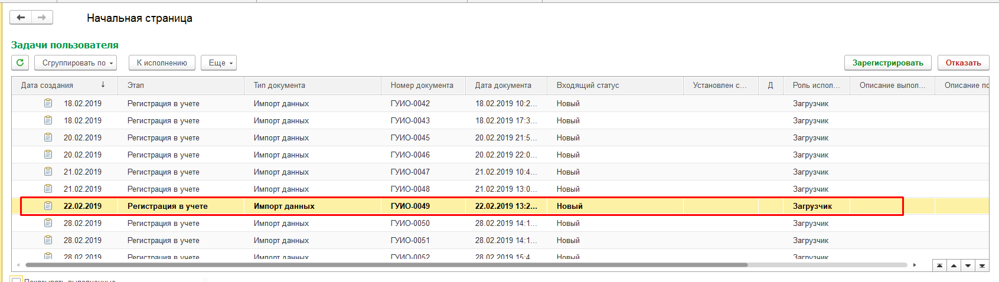 Начальная страница
Задачи пользователя
Сгруппировать по К исполнению Еще Зарегистрировать Отказать
Дата создания Этап Тип документа Номер документа Дата документа Входящий статус Установлен с... Д Роль испол... Описание выпол... Описание по
18.02.2019 Регистрация в учете Импорт данных ГУИО-0042 18.02.2019 10:2... Новый Загрузчик
18.02.2019 Регистрация в учете Импорт данных ГУИО-0043 18.02.2019 17:3... Новый Загрузчик
20.02.2019 Регистрация в учете Импорт данных ГУИО-0045 20.02.2019 21:5... Новый Загрузчик
20.02.2019 Регистрация в учете Импорт данных ГУИО-0046 20.02.2019 22:0... Новый Загрузчик
21.02.2019 Регистрация в учете Импорт данных ГУИО-0047 21.02.2019 10:4... Новый Загрузчик
21.02.2019 Регистрация в учете Импорт данных ГУИО-0048 21.02.2019 13:0... Новый Загрузчик
22.02.2019 Регистрация в учете Импорт данных ГУИО-0049 22.02.2019 13:2... Новый Загрузчик
28.02.2019 Регистрация в учете Импорт данных ГУИО-0050 28.02.2019 14:1... Новый Загрузчик
28.02.2019 Регистрация в учете Импорт данных ГУИО-0051 28.02.2019 14:1... Новый Загрузчик
28.02.2019 Регистрация в учете Импорт данных ГУИО-0052 28.02.2019 15:4... Новый Загрузчик
Показывать выполненные